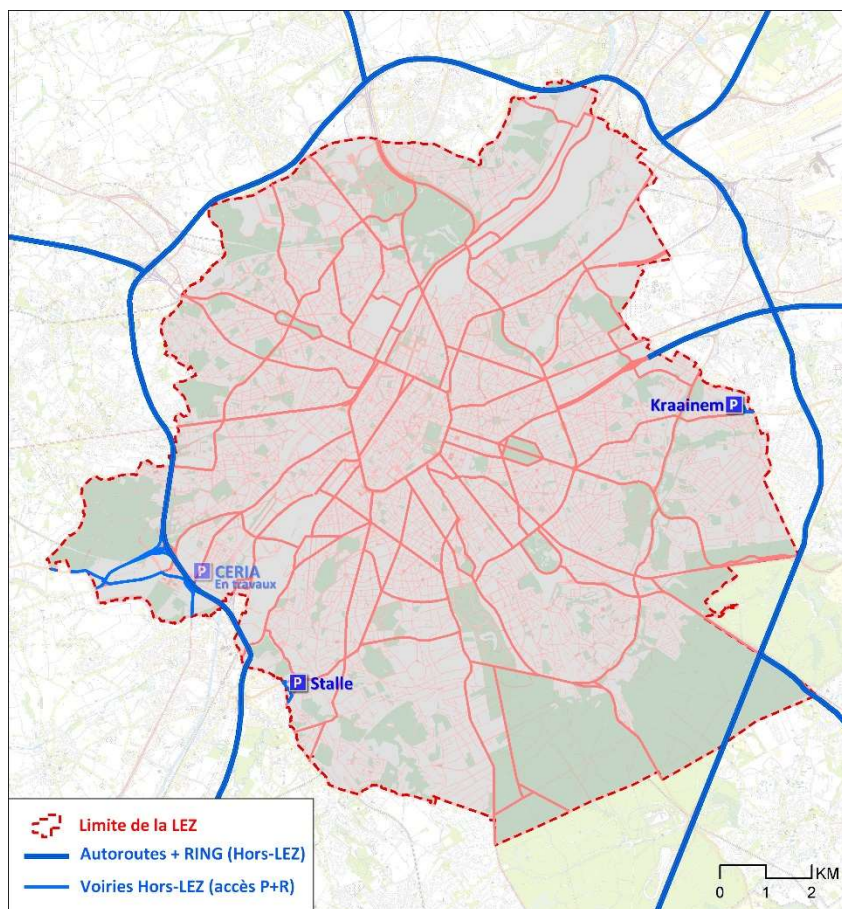 Kraainem P
P CERIA
En travaux
P Stalle
Limite de la LEZ
Autoroutes + RING (Hors-LEZ)
Voiries Hors-LEZ (accès P+R)
KM
0 1 2